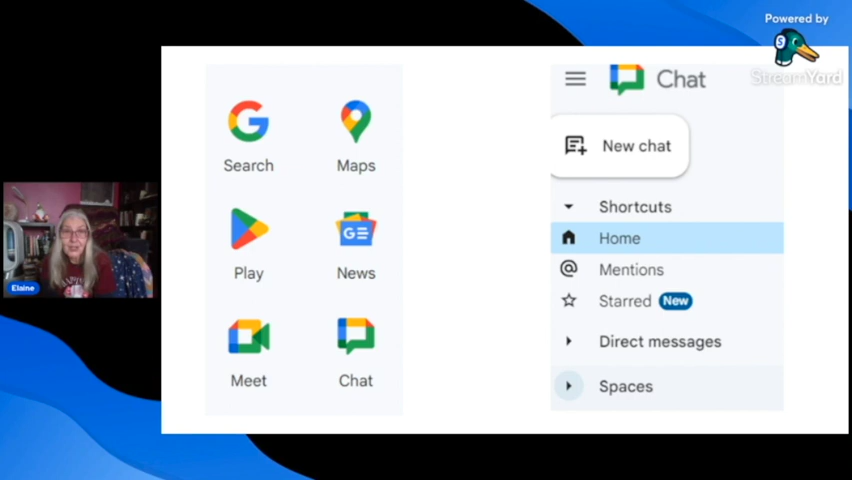 Powered by
S
StreamYard
Search
Maps
Play
GE
News
Meet
Chat
Chat
New chat
Shortcuts
Home
@ Mentions
Starred New
Direct messages
Spaces
Elaine